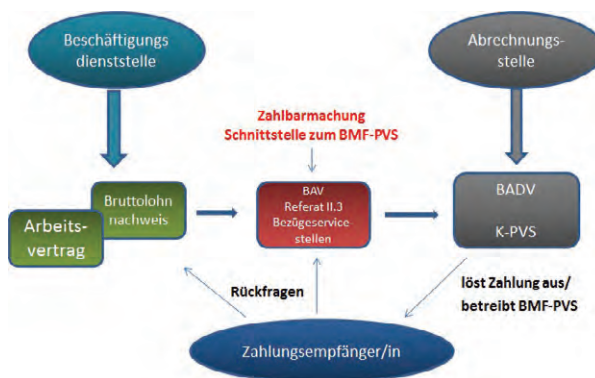 Beschäftigungs
dienststelle
Abrechnungs-
stelle
Zahlbarmachung
Schnittstelle zum BMF-PVS
Bruttolohn
nachweis
Arbeits-
vertrag
BAV
Referat II.3
Bezügeservice
stellen
BADV
K-PVS
Rückfragen
löst Zahlung aus/
betreibt BMF-PVS
Zahlungsempfänger/in